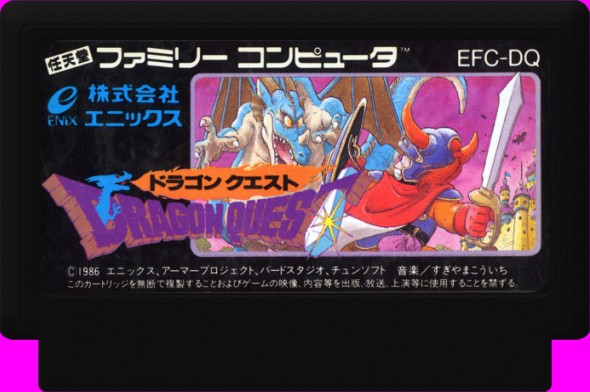 任天堂 ファミリー コンピュータ™ EFC-DQ
株式会社
ENIX エニックス
ドラゴン クエスト
DRAGON QUEST
©1986 エニックス、アーマープロジェクト、バードスタジオ、チュンソフト 音楽/すぎやまこういち
このカートリッジを無断で複製することおよびゲームの映像、内容等を出版、放送、上演等に使用することを禁ずる。